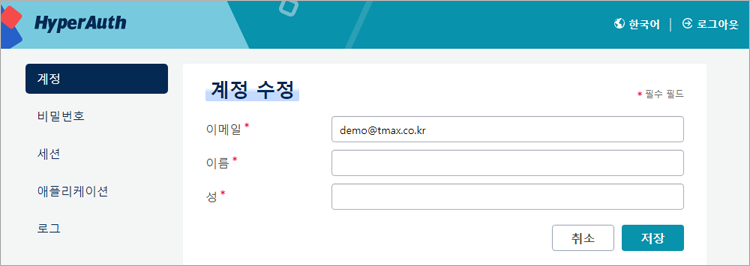 HyperAuth
한국어 | 로그아웃
계정
비밀번호
세션
애플리케이션
로그
계정 수정
* 필수 필드
이메일 * demo@tmax.co.kr
이름 *
성 *
취소 저장